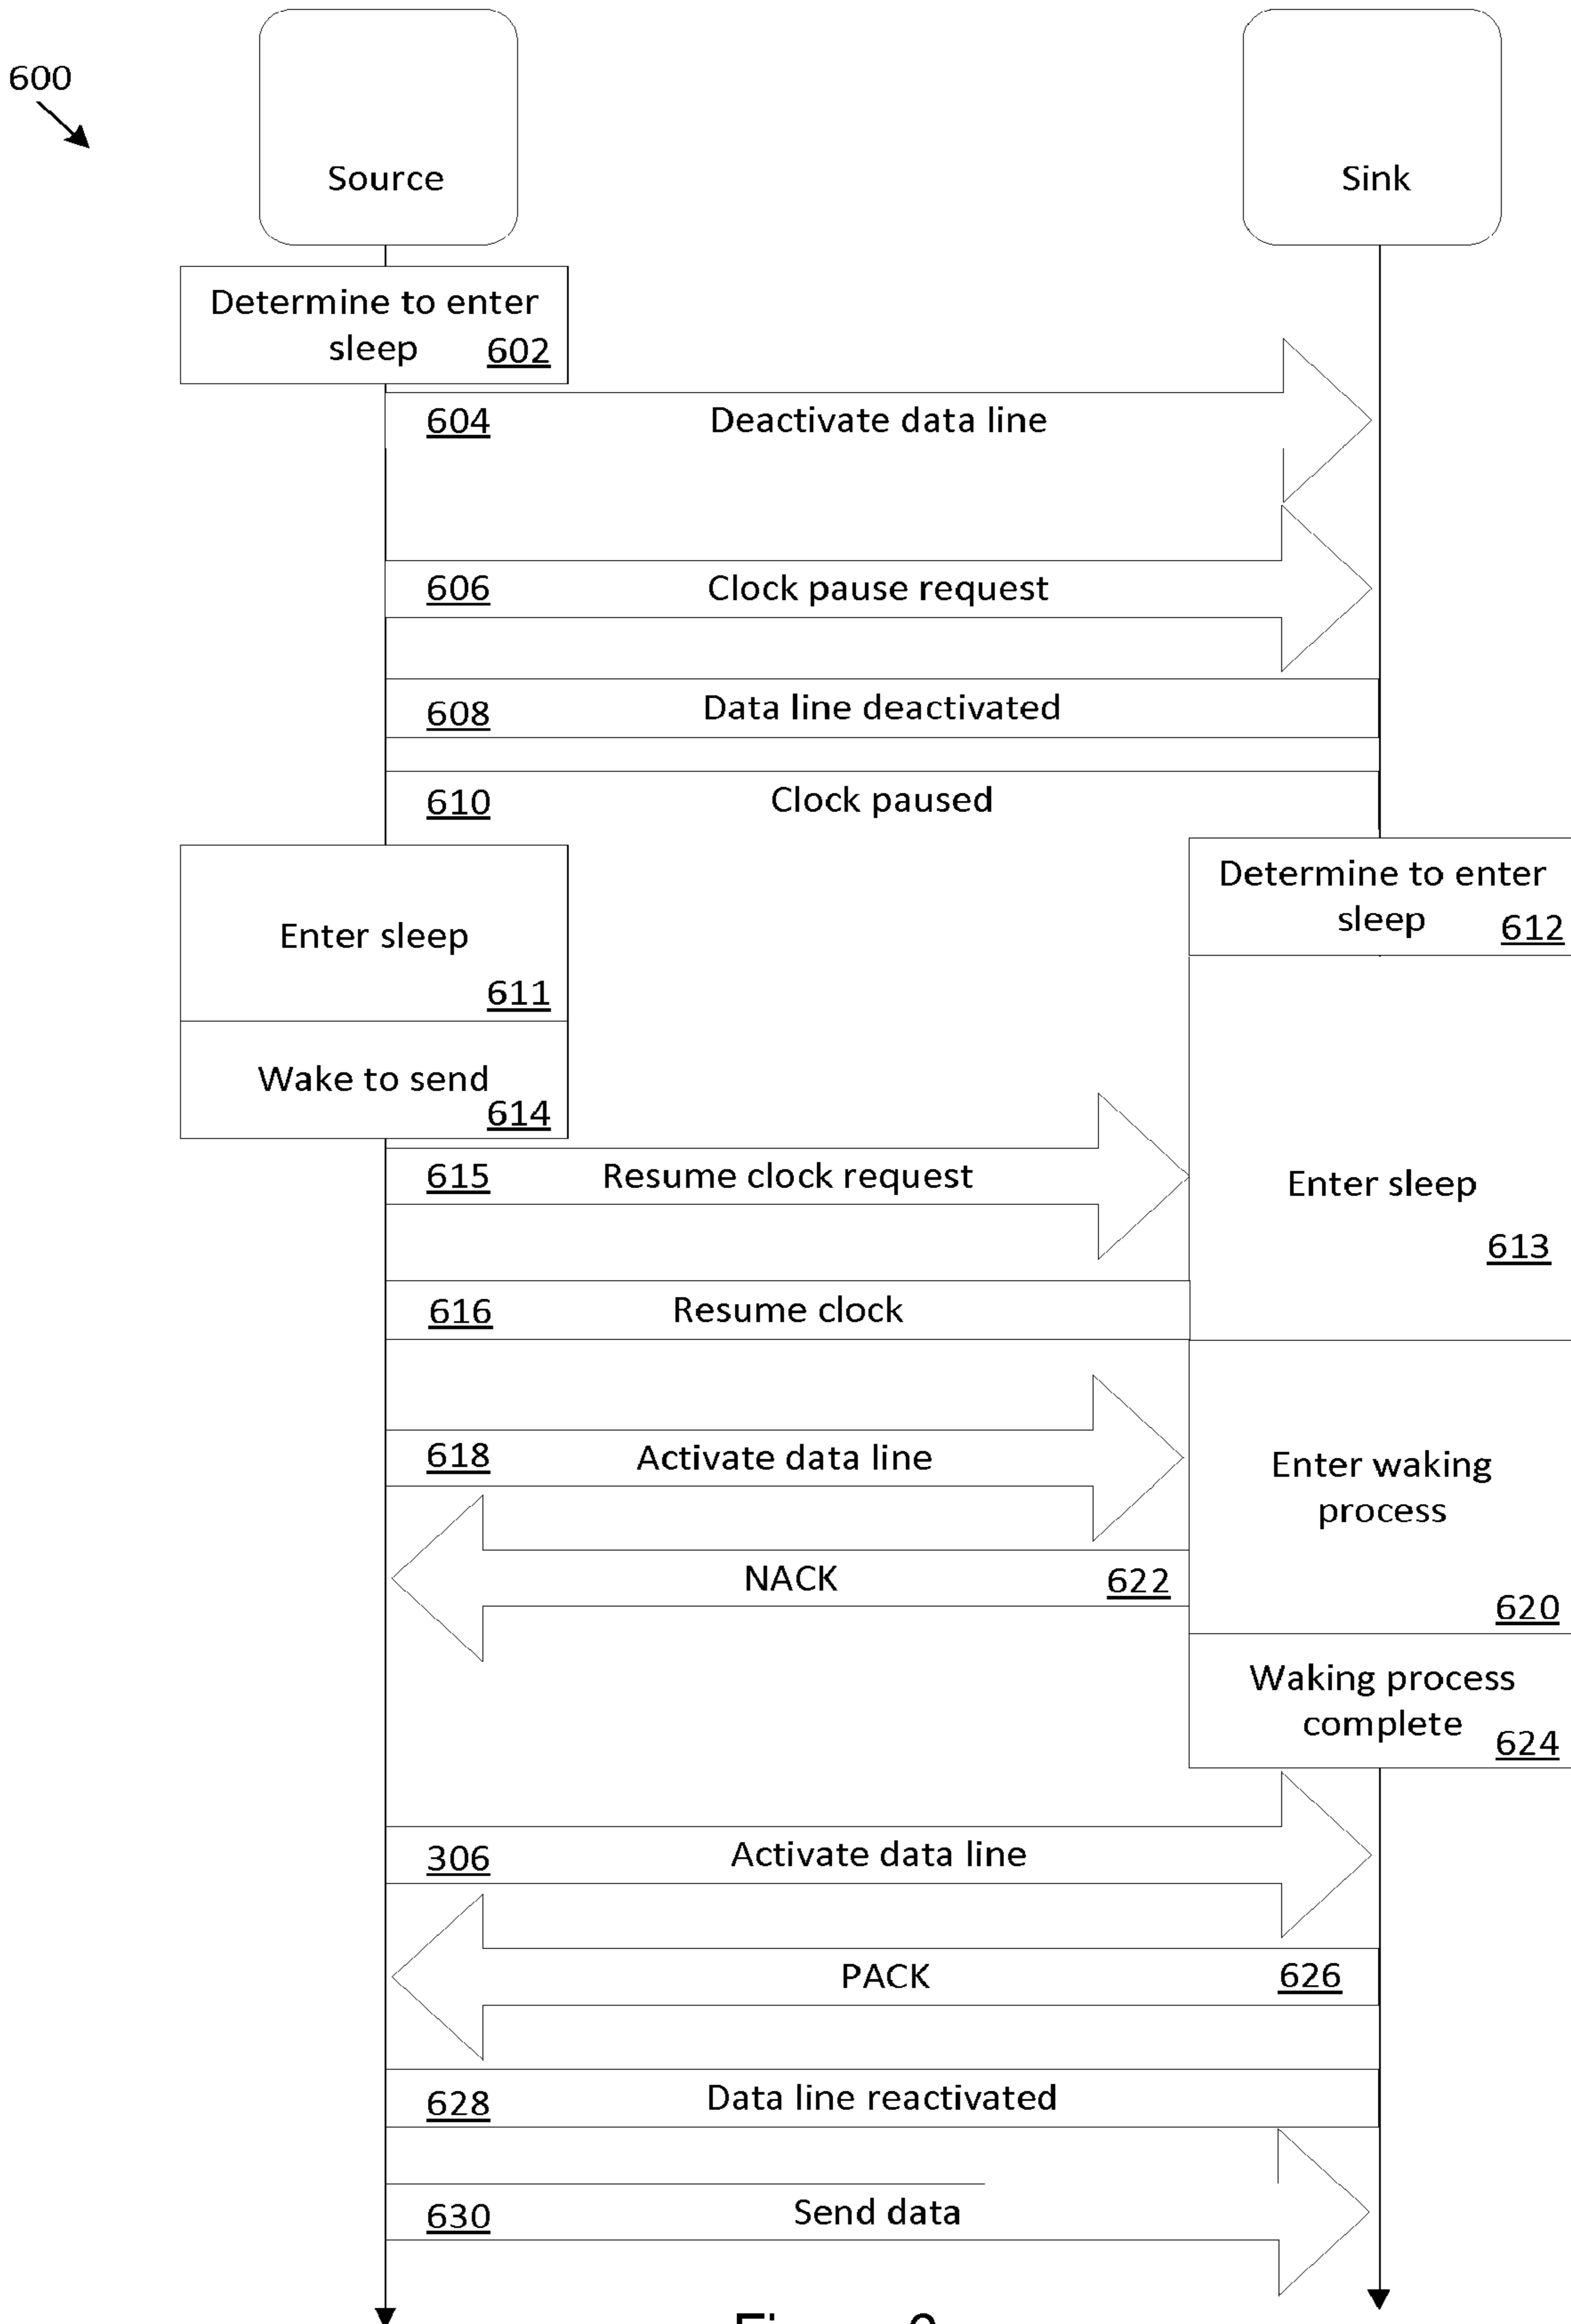 600
Source
Sink
Determine to enter
sleep 602
604 Deactivate data line
606 Clock pause request
608 Data line deactivated
610 Clock paused
Determine to enter
sleep 612
Enter sleep
611
Wake to send
614
615 Resume clock request
Enter sleep
613
616 Resume clock
618 Activate data line
Enter waking
process
620
NACK 622
Waking process
complete 624
306 Activate data line
PACK 626
628 Data line reactivated
630 Send data